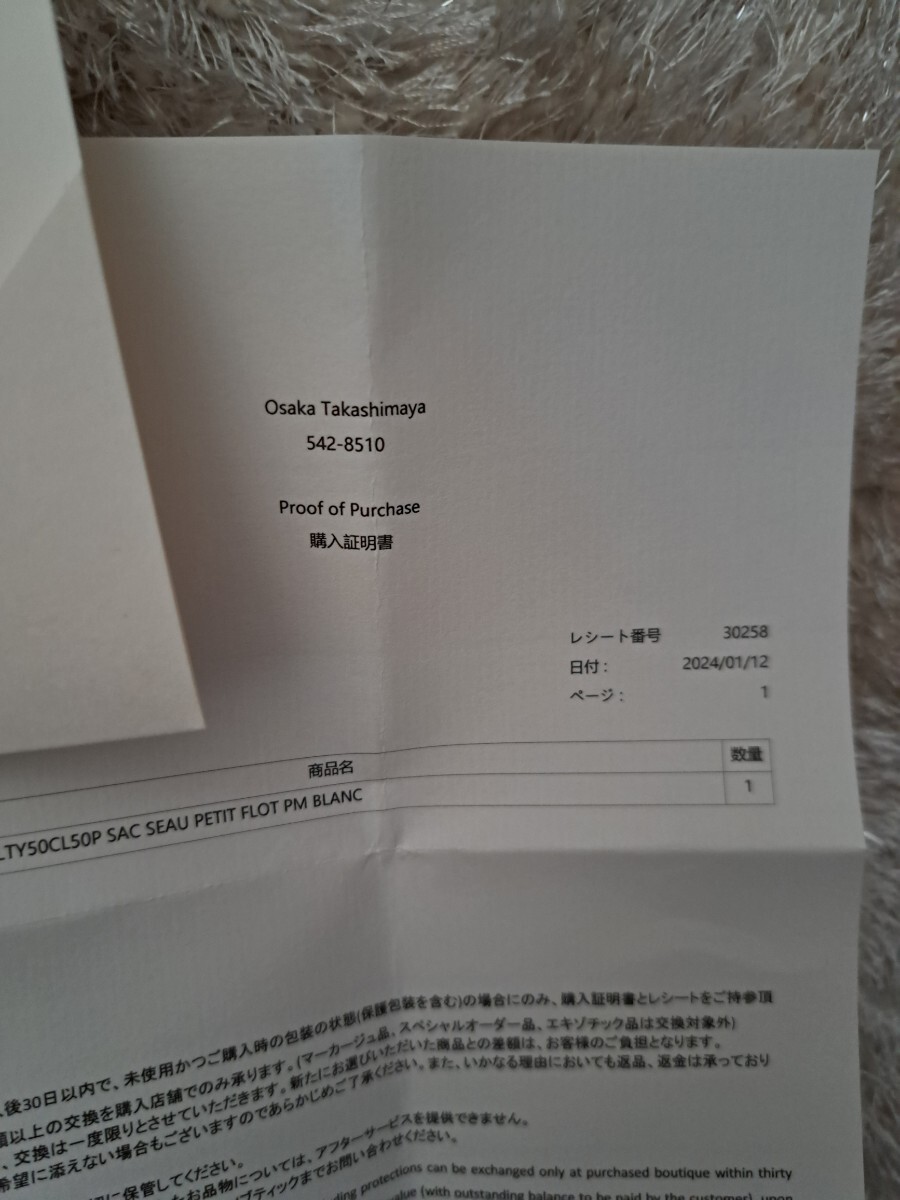 Osaka Takashimaya
542-8510
Proof of Purchase
購入証明書
レシート番号 30258
日付: 2024/01/12
ページ: 1
商品名 数量
LTY50CL50P SAC SEAU PETIT FLOT PM BLANC 1
後30日以内で、未使用かつご購入時の包装の状態(保護包装を含む)の場合にのみ、購入証明書とレシートをご持参頂
額以上の交換を購入店舗でのみ承ります。(マーカージュ品、スペシャルオーダー品、エキゾチック品は交換対象外)
、交換は一度限りとさせていただきます。新たにお選びいただいた商品との差額は、お客様のご負担となります。
希望に添えない場合もございますのであらかじめご了承ください。また、いかなる理由においても返品、返金は承っており
に保管してください。
お品物については、アフターサービスを提供できません。
ブティックまでお問い合わせください。
ding protections can be exchanged only at purchased boutique within thirty
value (with outstanding balance to be paid by the customer), upon